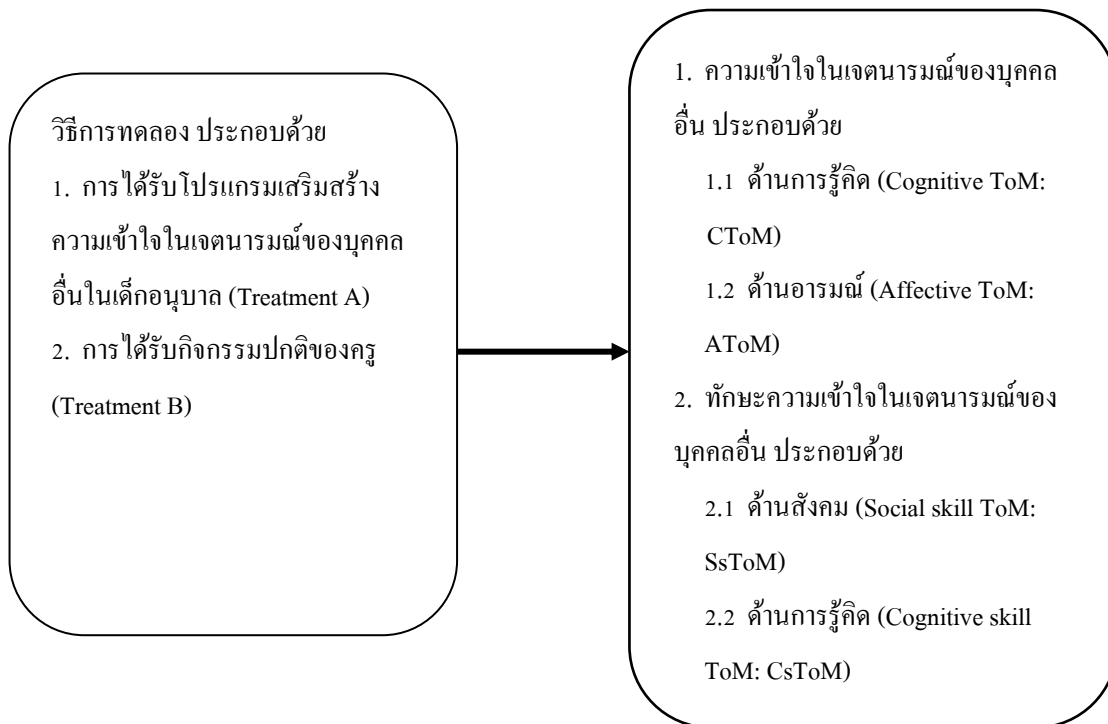 วิธีการทดลอง ประกอบด้วย
1. การได้รับโปรแกรมเสริมสร้าง
ความเข้าใจในเจตนารมณ์ของบุคคล
อื่นในเด็กอนุบาล (Treatment A)
2. การได้รับกิจกรรมปกติของครู
(Treatment B)
1. ความเข้าใจในเจตนารมณ์ของบุคคล
อื่น ประกอบด้วย
1.1 ด้านการรู้คิด (Cognitive ToM:
CToM)
1.2 ด้านอารมณ์ (Affective ToM:
AToM)
2. ทักษะความเข้าใจในเจตนารมณ์ของ
บุคคลอื่น ประกอบด้วย
2.1 ด้านสังคม (Social skill ToM:
SsToM)
2.2 ด้านการรู้คิด (Cognitive skill
ToM: CsToM)